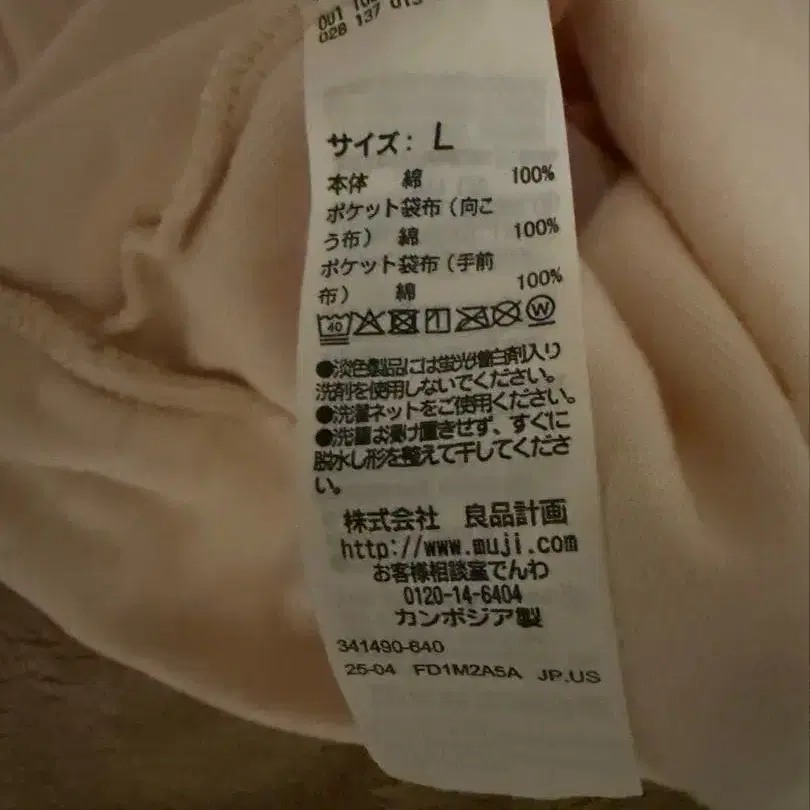 028 137 013
サイズ: L
本体 綿 100%
ポケット袋布(向こ
う布) 綿 100%
ポケット袋布(手前
布) 綿 100%
40 W
●淡色製品には蛍光増白剤入り
洗剤を使用しないでください。
●洗濯ネットをご使用ください。
●洗濯お漬け置きせず、すぐに
脱水し形を整えて干してくださ
い。
株式会社 良品計画
http://www.muji.com
お客様相談室でんわ
0120-14-6404
カンボジア製
341490-640
25-04 FD1M2A5A JP.US